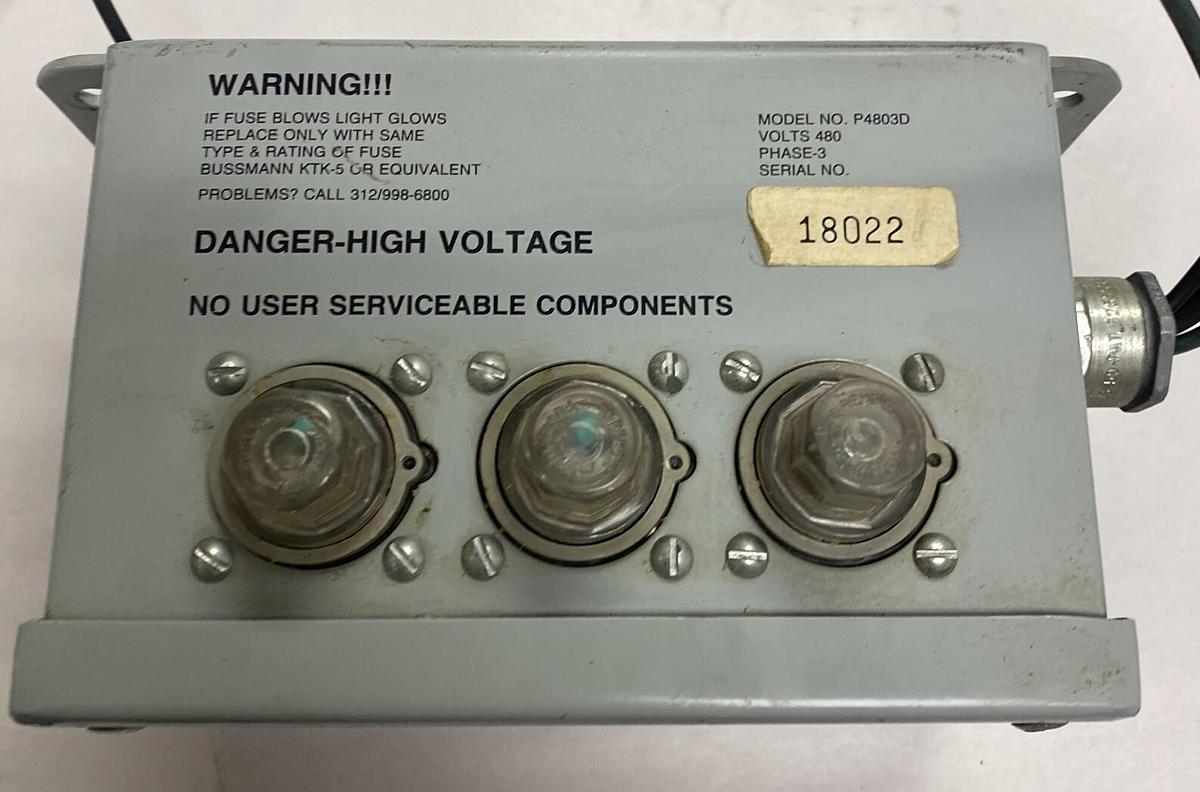 WARNING!!!
IF FUSE BLOWS LIGHT GLOWS
REPLACE ONLY WITH SAME
TYPE & RATING OF FUSE
BUSSMANN KTK-5 OR EQUIVALENT
PROBLEMS? CALL 312/998-6800
DANGER-HIGH VOLTAGE
NO USER SERVICEABLE COMPONENTS
MODEL NO. P4803D
VOLTS 480
PHASE-3
SERIAL NO.
18022